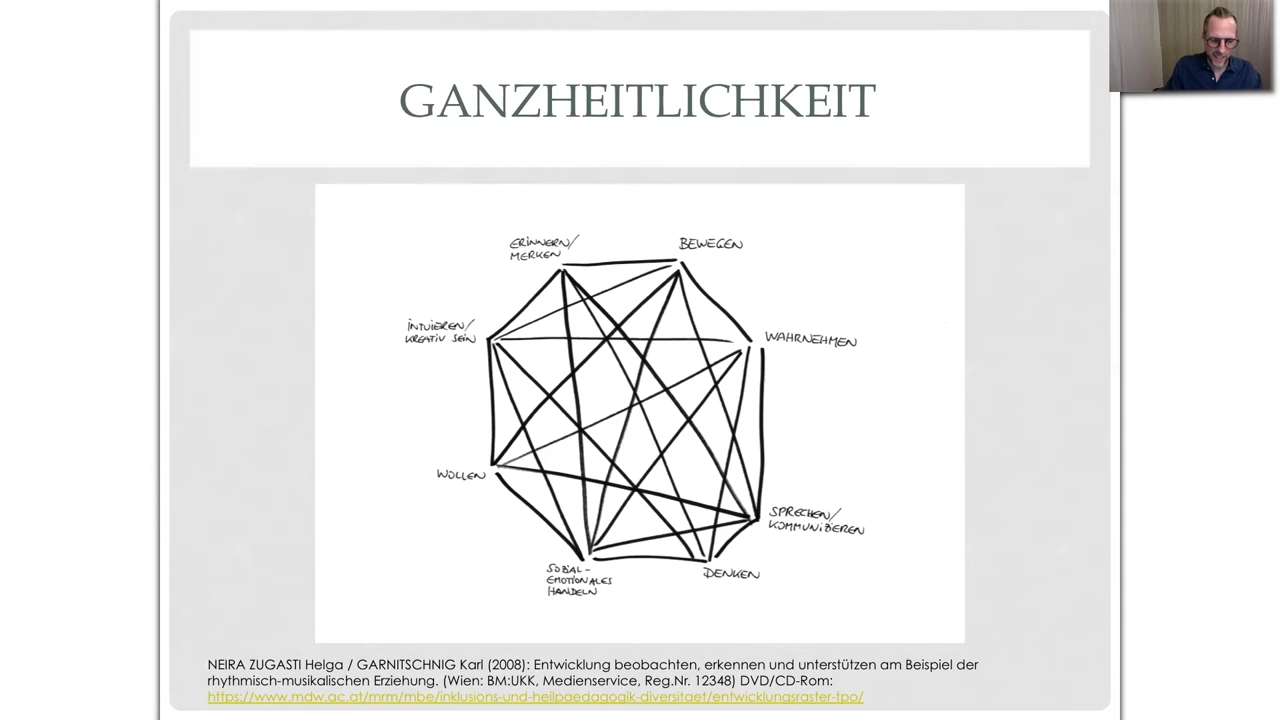 GANZHEITLICHKEIT
ERINNERN/
MERKEN
BEWEGEN
INTUIEREN/
KREATIV SEIN
WAHRNEHMEN
WOLLEN
SPRECHEN/
KOMMUNIZIEREN
SOZIAL-
EMOTIONALES
HANDELN
DENKEN
NEIRA ZUGASTI Helga / GARNITSCHNIG Karl (2008): Entwicklung beobachten, erkennen und unterstützen am Beispiel der
rhythmisch-musikalischen Erziehung. (Wien: BM:UKK, Medienservice, Reg.Nr. 12348) DVD/CD-Rom:
https://www.mdw.ac.at/mrm/mbe/inklusions-und-heilpaedagogik-diversitaet/entwicklungsraster-tpo/